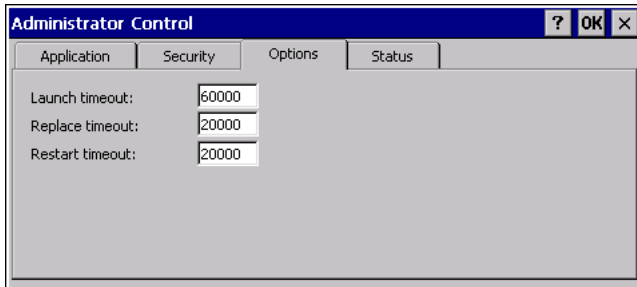 Administrator Control ? OK ×
Application Security Options Status
Launch timeout: 60000
Replace timeout: 20000
Restart timeout: 20000